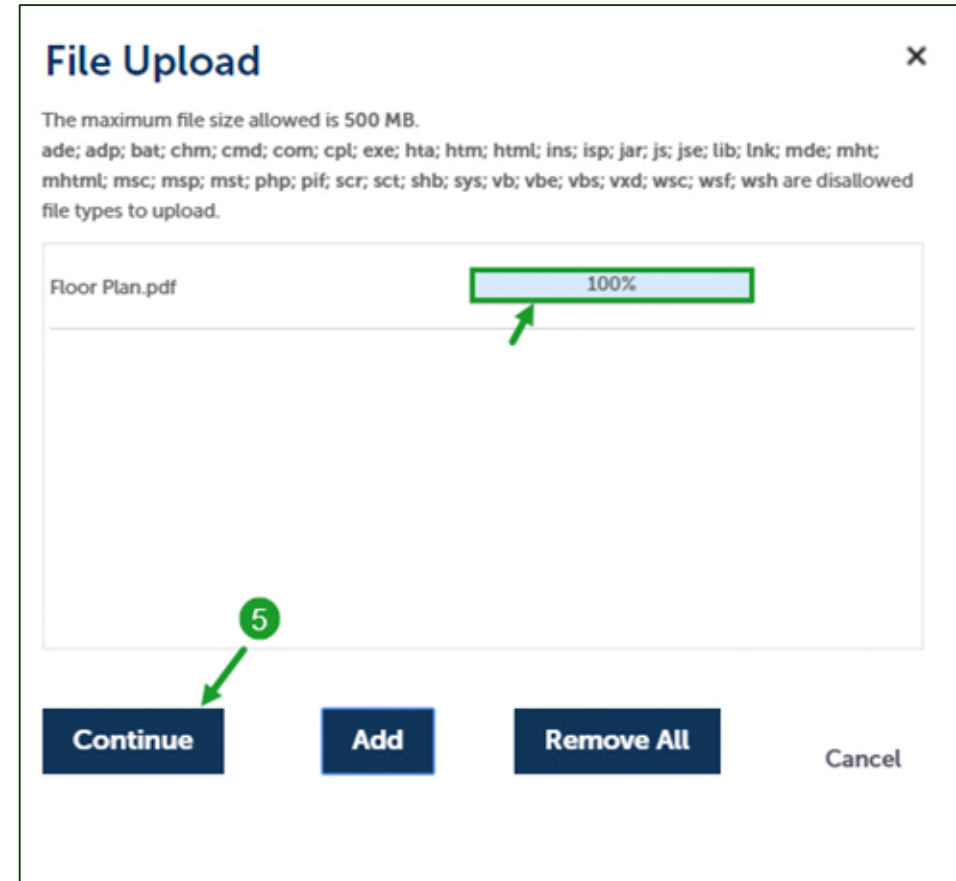 File Upload
×
The maximum file size allowed is 500 MB.
ade; adp; bat; chm; cmd; com; cpl; exe; hta; htm; html; ins; isp; jar; js; jse; lib; lnk; mde; mht;
mhtml; msc; msp; mst; php; pif; scr; sct; shb; sys; vb; vbe; vbs; vxd; wsc; wsf; wsh are disallowed
file types to upload.
Floor Plan.pdf 100%
5
Continue Add Remove All Cancel